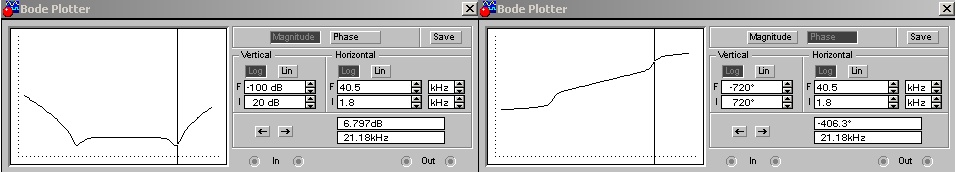 Bode Plotter
Magnitude Phase Save
Vertical Horizontal
Log Lin Log Lin
F -100 dB F 40.5 kHz
I 20 dB I 1.8 kHz
6.797dB
21.18kHz
In Out
Bode Plotter
Magnitude Phase Save
Vertical Horizontal
Log Lin Log Lin
F -720° F 40.5 kHz
I 720° I 1.8 kHz
-406.3°
21.18kHz
In Out